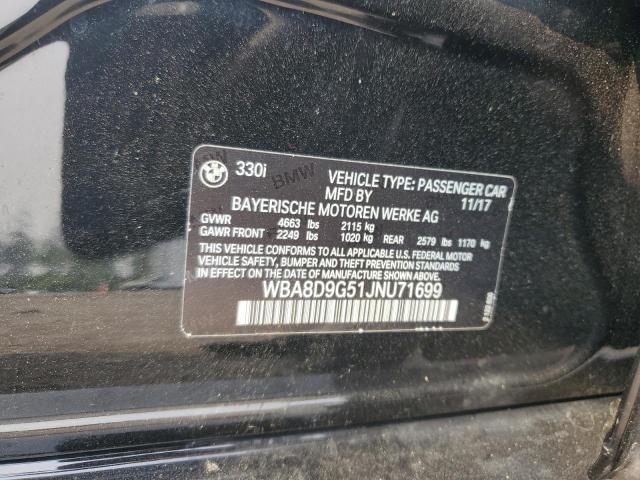 330i VEHICLE TYPE: PASSENGER CAR
MFD BY 11/17
BAYERISCHE MOTOREN WERKE AG
GVWR 4663 lbs 2115 kg
GAWR FRONT 2249 lbs 1020 kg REAR 2579 lbs 1170 kg
THIS VEHICLE CONFORMS TO ALL APPLICABLE U.S. FEDERAL MOTOR
VEHICLE SAFETY, BUMPER AND THEFT PREVENTION STANDARDS
IN EFFECT ON THE DATE OF MANUFACTURE SHOWN ABOVE.
WBA8D9G51JNU71699